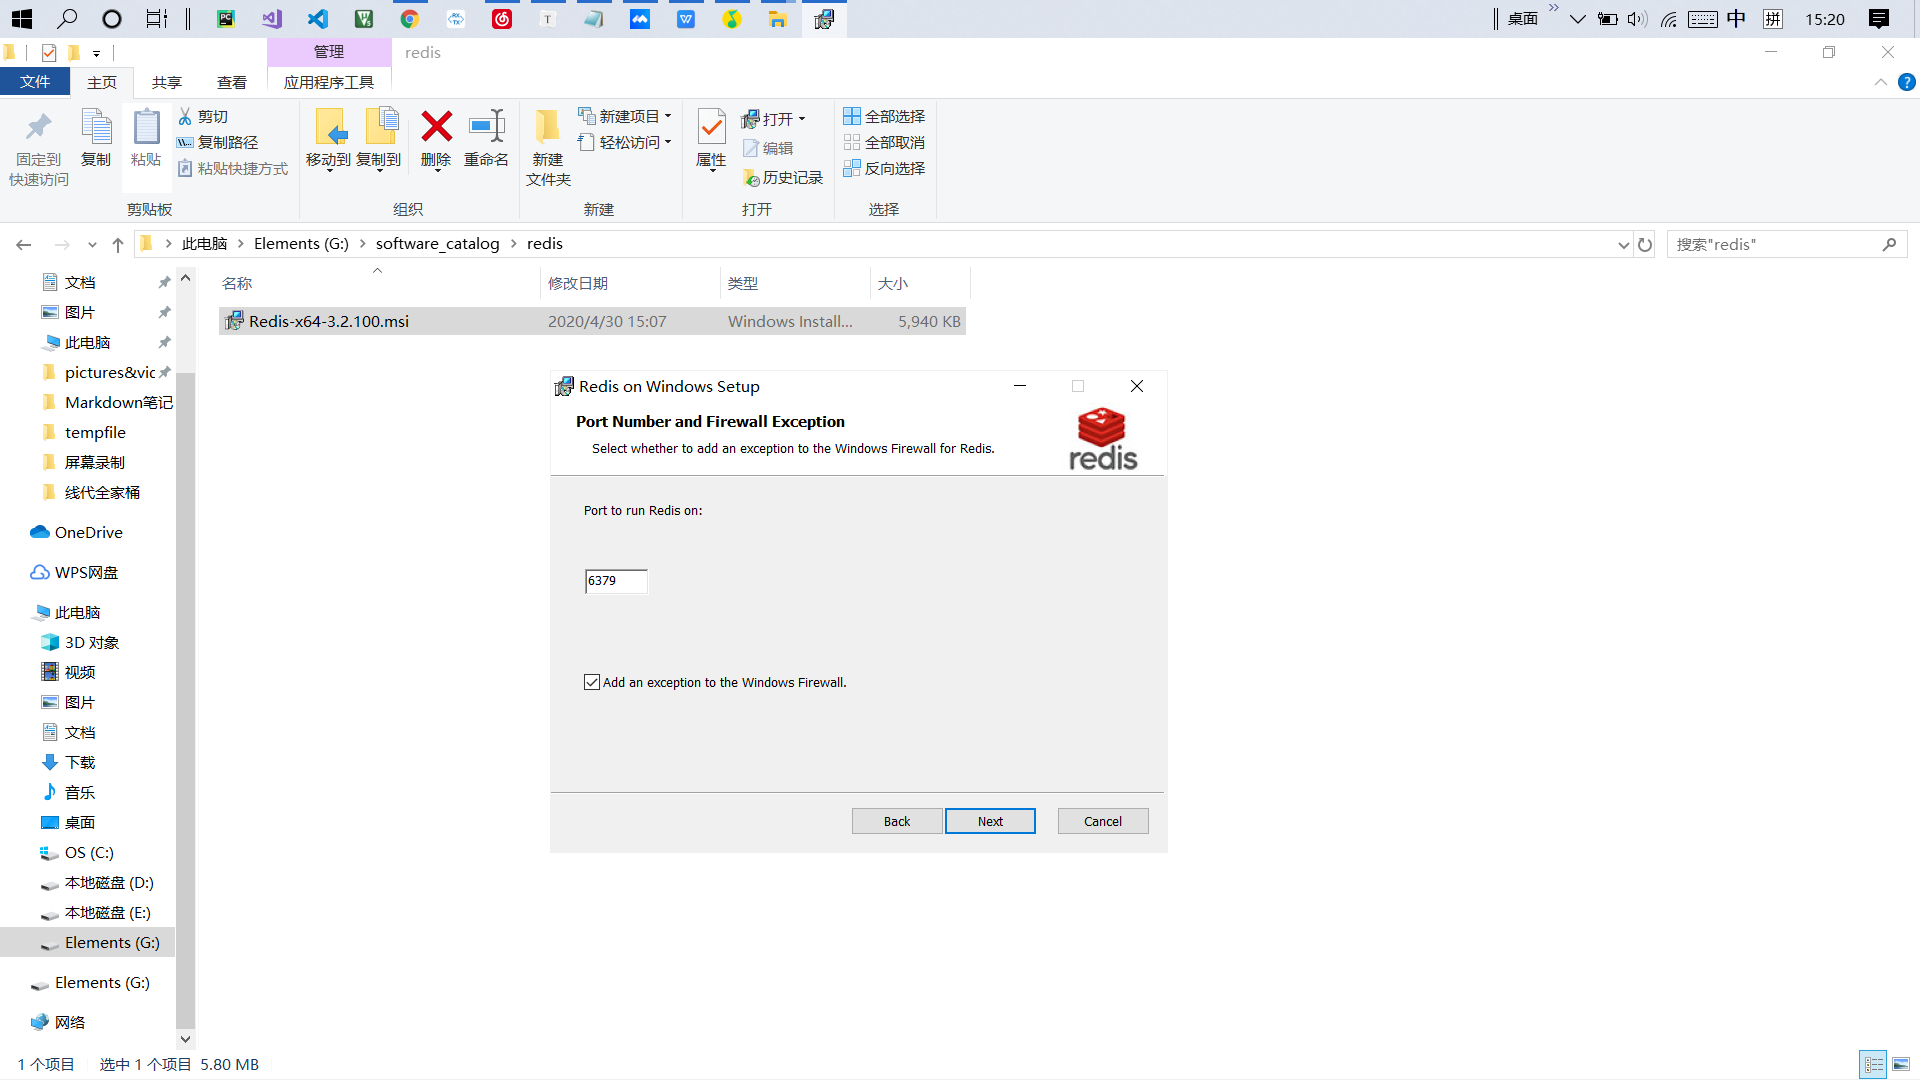 桌面
中
拼
15:20
管理
redis
文件
主页
共享
查看
应用程序工具
固定到
快速访问
复制
粘贴
剪切
复制路径
粘贴快捷方式
剪贴板
移动到
复制到
删除
重命名
组织
新建
文件夹
新建项目
轻松访问
新建
属性
打开
编辑
历史记录
打开
全部选择
全部取消
反向选择
选择
此电脑
Elements (G:)
software_catalog
redis
搜索"redis"
文档
图片
此电脑
pictures&vic
Markdown笔记
tempfile
屏幕录制
线代全家桶
OneDrive
WPS网盘
此电脑
3D 对象
视频
图片
文档
下载
音乐
桌面
OS (C:)
本地磁盘 (D:)
本地磁盘 (E:)
Elements (G:)
Elements (G:)
网络
名称
修改日期
类型
大小
Redis-x64-3.2.100.msi
2020/4/30 15:07
Windows Install...
5,940 KB
Redis on Windows Setup
Port Number and Firewall Exception
Select whether to add an exception to the Windows Firewall for Redis.
redis
Port to run Redis on:
6379
Add an exception to the Windows Firewall.
Back
Next
Cancel
1 个项目
选中 1 个项目 5.80 MB